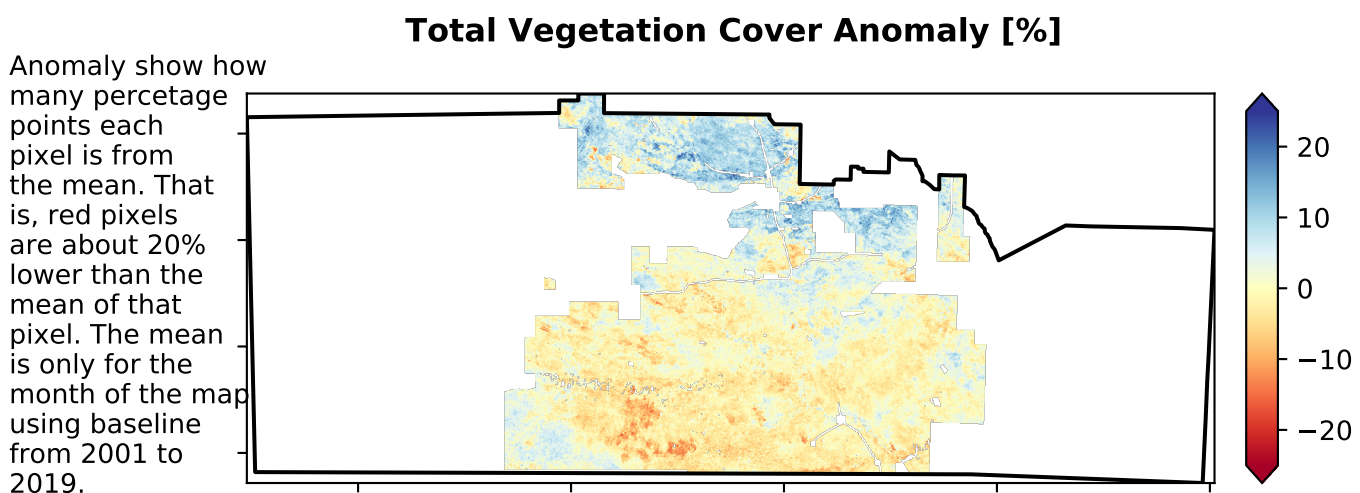 Total Vegetation Cover Anomaly [%]
Anomaly show how
many percetage
points each
pixel is from
the mean. That
is, red pixels
are about 20%
lower than the
mean of that
pixel. The mean
is only for the
month of the map
using baseline
from 2001 to
2019.
20
10
0
−10
−20